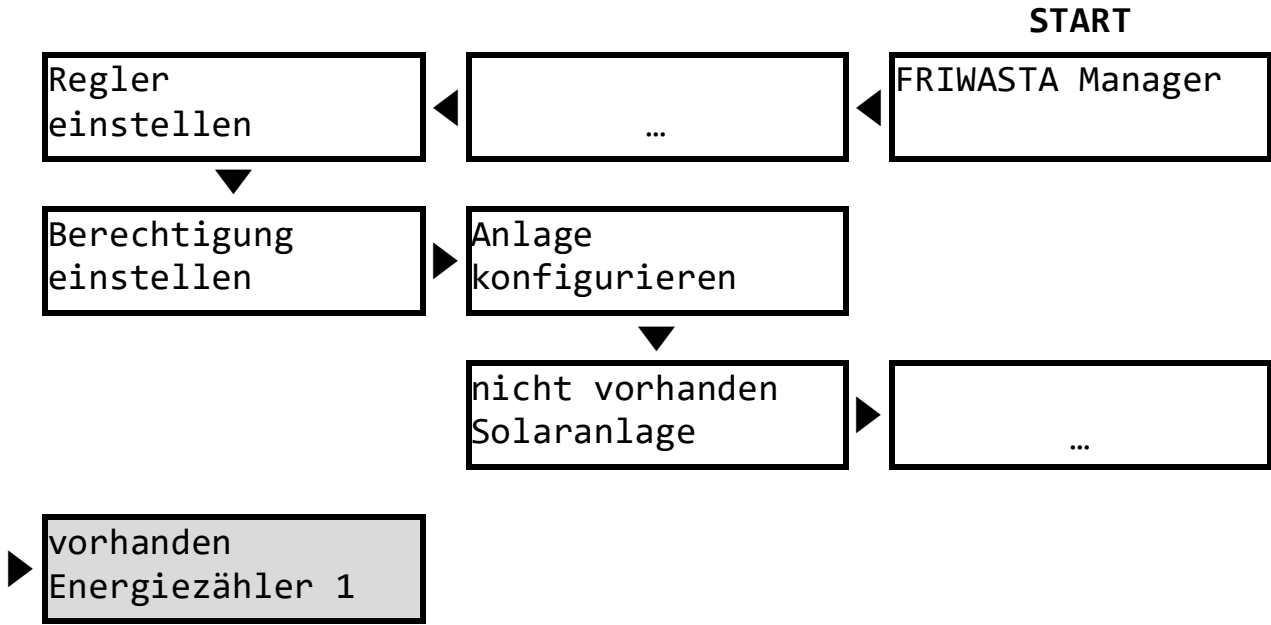 START
Regler
einstellen
…
FRIWASTA Manager
Berechtigung
einstellen
Anlage
konfigurieren
nicht vorhanden
Solaranlage
…
vorhanden
Energiezähler 1